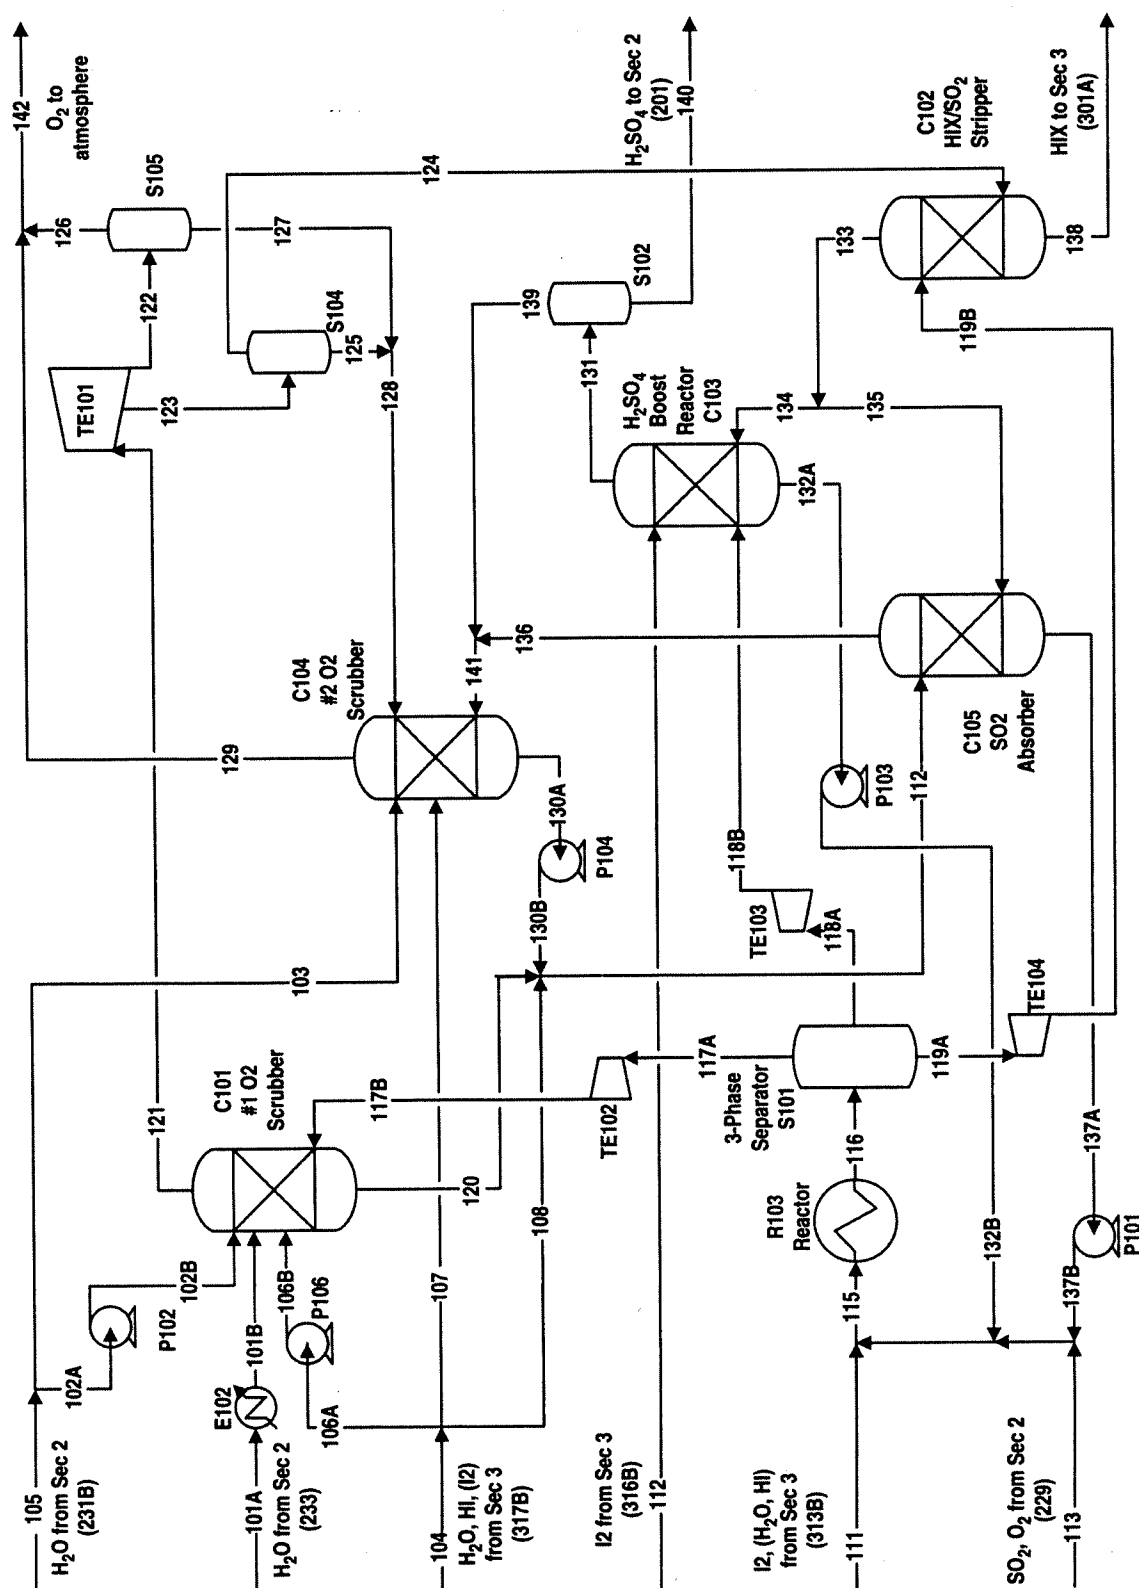 105
H2O from Sec 2
(231B)
102A
P102
102B
103
101A
H2O from Sec 2
(233)
E102
101B
104
H2O, HI, (I2)
from Sec 3
(317B)
106A
P106
106B
107
108
C101
#1 O2
Scrubber
121
120
117B
TE102
117A
I2 from Sec 3
(316B)
112
I2, (H2O, HI)
from Sec 3
(313B)
111
115
R103
Reactor
116
3-Phase
Separator
S101
118A
TE103
118B
119A
TE104
119B
SO2, O2 from Sec 2
(229)
113
137B
P101
137A
132B
P103
132A
112
C105
SO2
Absorber
136
135
134
133
C104
#2 O2
Scrubber
129
130A
P104
130B
141
128
TE101
123
122
S104
125
S105
127
126
124
142
O2 to
atmosphere
H2SO4
Boost
Reactor
C103
131
139
S102
H2SO4 to Sec 2
(201)
140
C102
HIX/SO2
Stripper
138
HIX to Sec 3
(301A)